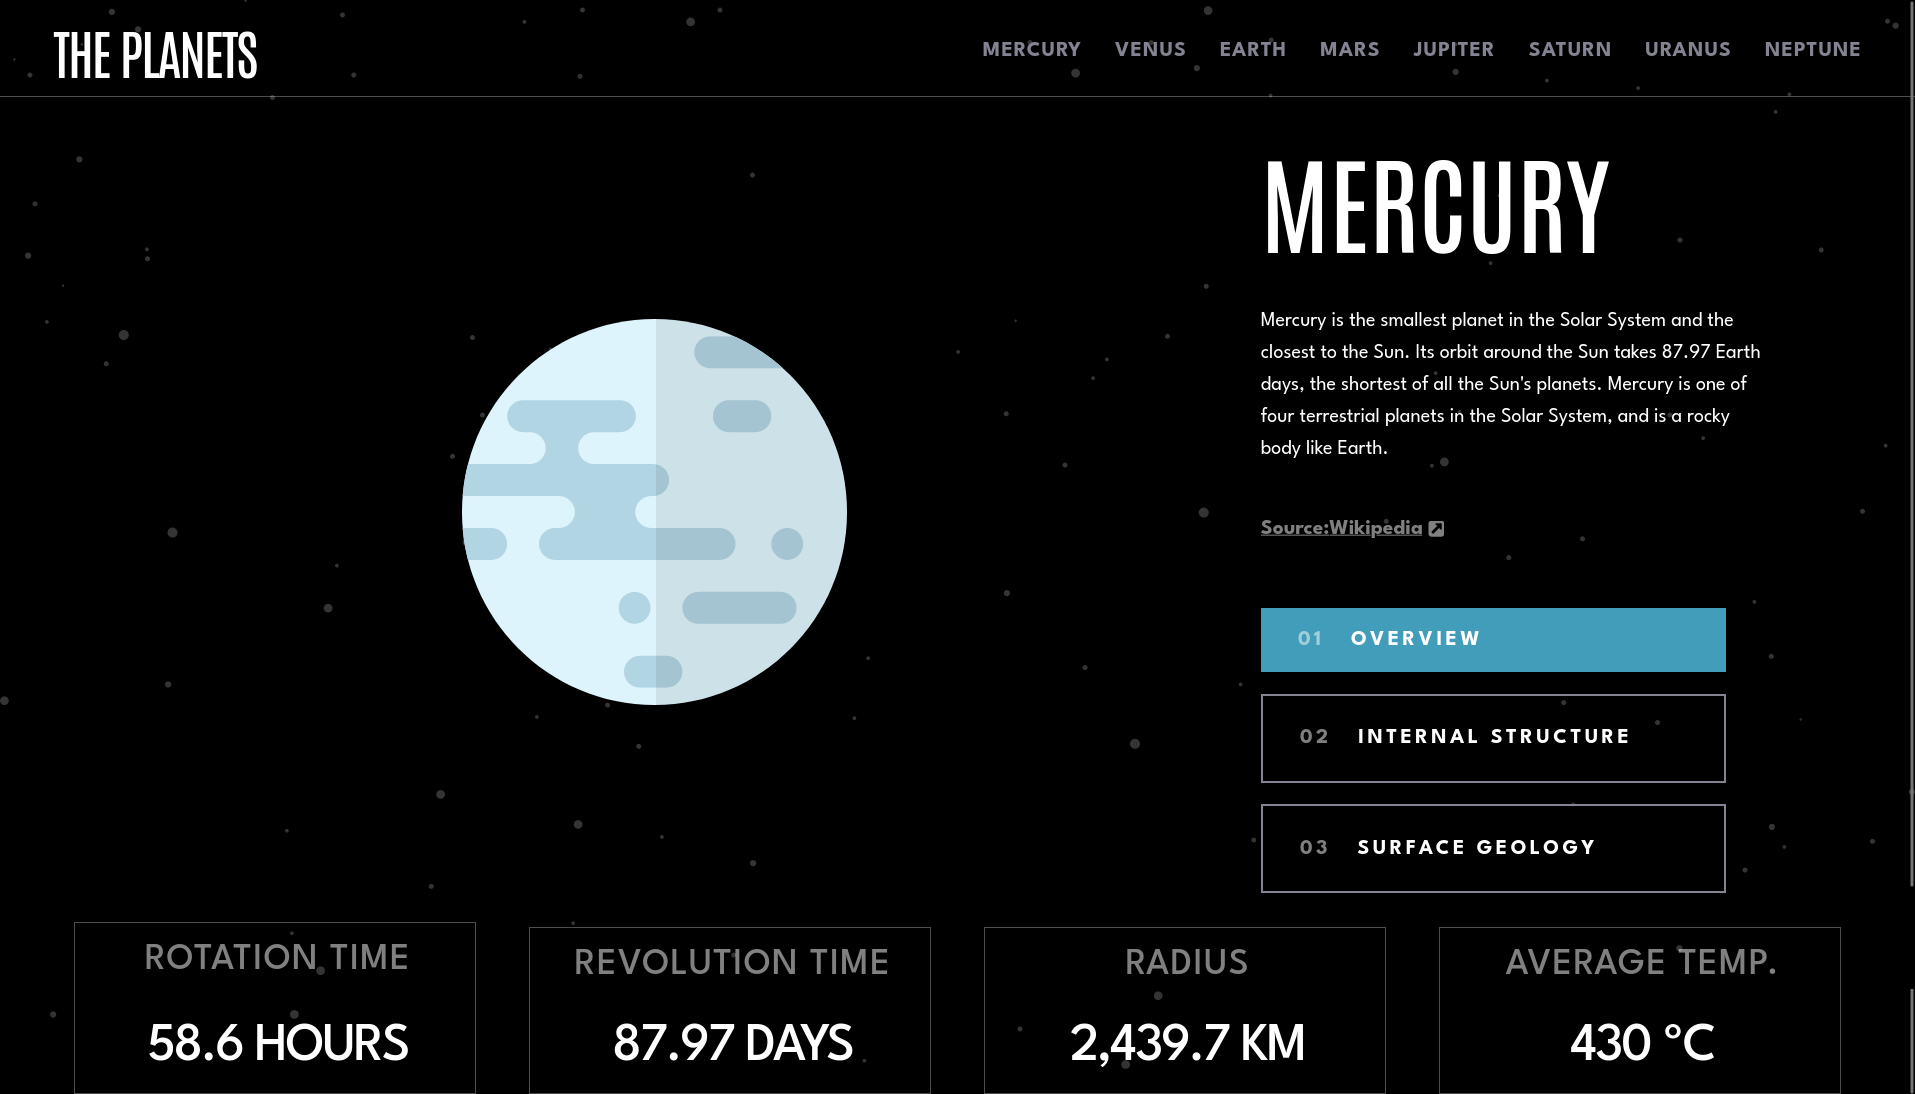 THE PLANETS
MERCURY VENUS EARTH MARS JUPITER SATURN URANUS NEPTUNE
MERCURY
Mercury is the smallest planet in the Solar System and the
closest to the Sun. Its orbit around the Sun takes 87.97 Earth
days, the shortest of all the Sun's planets. Mercury is one of
four terrestrial planets in the Solar System, and is a rocky
body like Earth.
Source:Wikipedia
01 OVERVIEW
02 INTERNAL STRUCTURE
03 SURFACE GEOLOGY
ROTATION TIME
58.6 HOURS
REVOLUTION TIME
87.97 DAYS
RADIUS
2,439.7 KM
AVERAGE TEMP.
430 °C